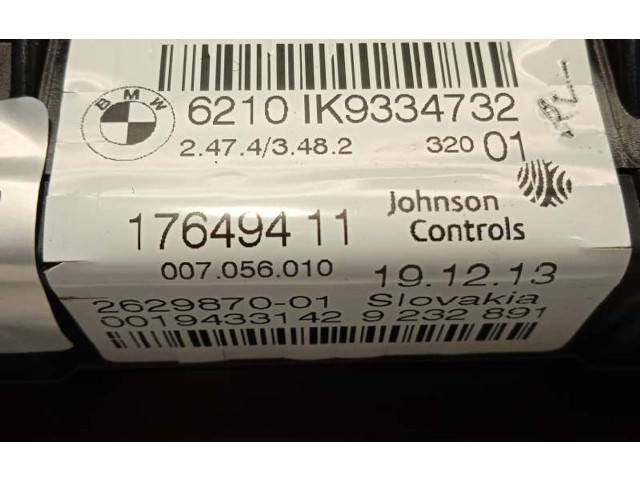 BMW
6210 IK9334732
2.47.4/3.48.2 320 01
176494 11 Johnson
Controls
007.056.010 19.12.13
2629870-01 Slovakia
0019433142 9 232 891